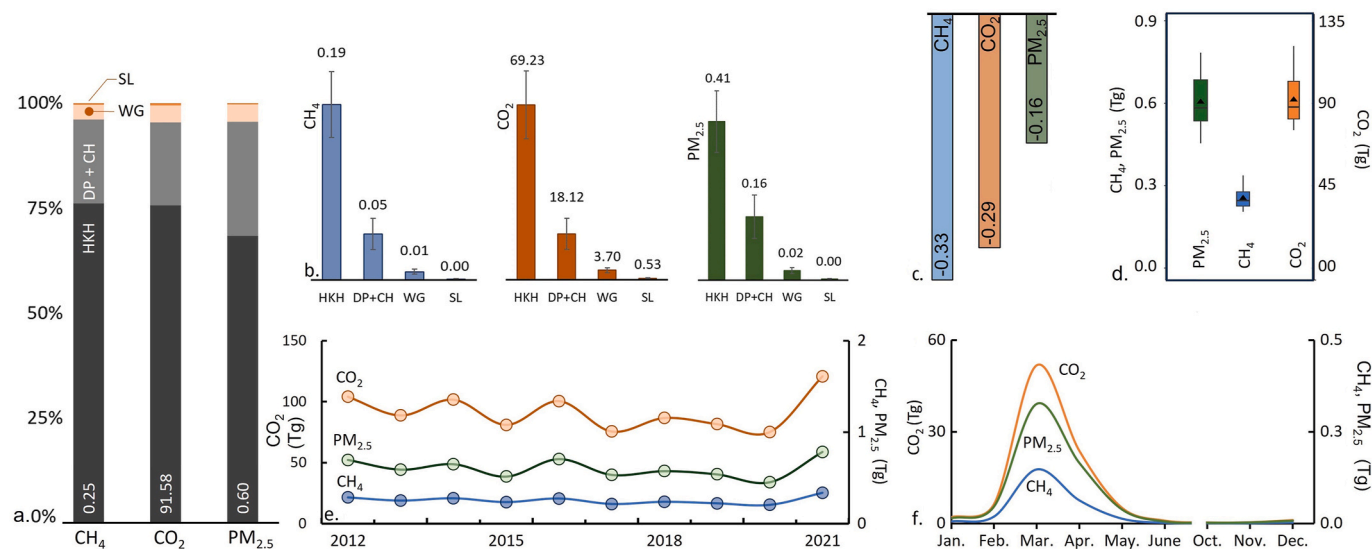 SL
WG
100%
75%
50%
25%
a.0%
DP + CH
HKH
0.25
91.58
0.60
CH₄ CO₂ PM₂.₅
b.
CH₄
0.19
0.05
0.01
0.00
HKH DP+CH WG SL
CO₂
69.23
18.12
3.70
0.53
HKH DP+CH WG SL
PM₂.₅
0.41
0.16
0.02
0.00
HKH DP+CH WG SL
c.
CH₄
CO₂
PM₂.₅
-0.33
-0.29
-0.16
d.
CH₄, PM₂.₅ (Tg)
0.9
0.6
0.3
0.0
135
90
45
00
CO₂ (Tg)
PM₂.₅
CH₄
CO₂
e.
CO₂
(Tg)
150
100
50
0
CO₂
PM₂.₅
CH₄
2
1
0
CH₄, PM₂.₅ (Tg)
2012 2015 2018 2021
f.
CO₂ (Tg)
60
30
0
CO₂
PM₂.₅
CH₄
0.5
0.3
0.0
CH₄, PM₂.₅
(Tg)
Jan. Feb. Mar. Apr. May. June Oct. Nov. Dec.